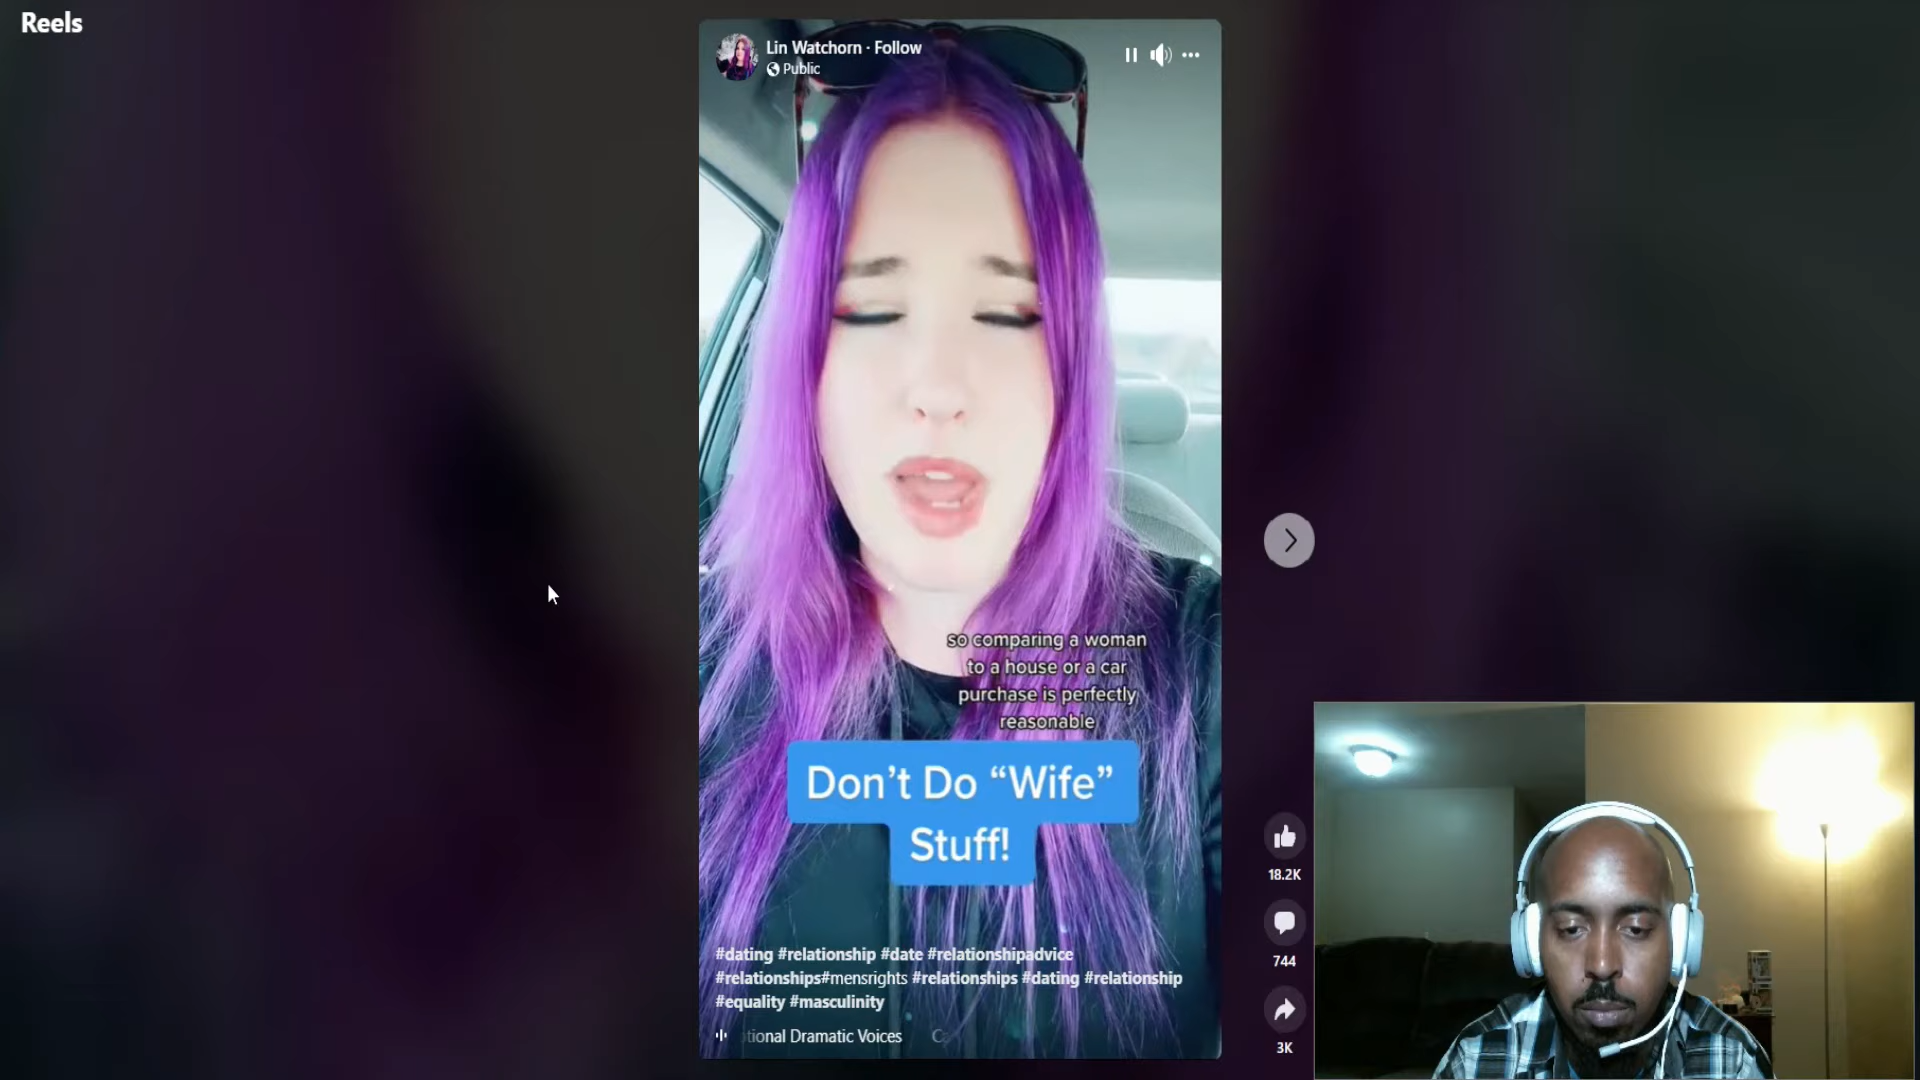 Reels
Lin Watchorn · Follow
Public
so comparing a woman
to a house or a car
purchase is perfectly
reasonable
Don't Do “Wife”
Stuff!
#dating #relationship #date #relationshipadvice
#relationships#mensrights #relationships #dating #relationship
#equality #masculinity
tional Dramatic Voices
18.2K
744
3K